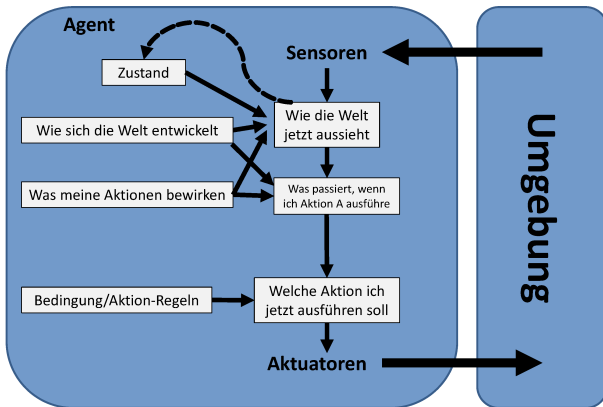 Agent
Sensoren
Zustand
Wie die Welt
jetzt aussieht
Wie sich die Welt entwickelt
Was meine Aktionen bewirken
Was passiert, wenn
ich Aktion A ausführe
Bedingung/Aktion-Regeln
Welche Aktion ich
jetzt ausführen soll
Aktuatoren
Umgebung